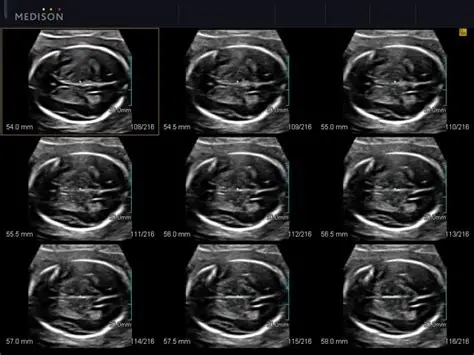 MEDISON
54.0 mm 108/216
54.5 mm 109/216
55.0 mm 110/216
55.5 mm 111/216
56.0 mm 112/216
56.5 mm 113/216
57.0 mm 114/216
57.5 mm 115/216
58.0 mm 116/216